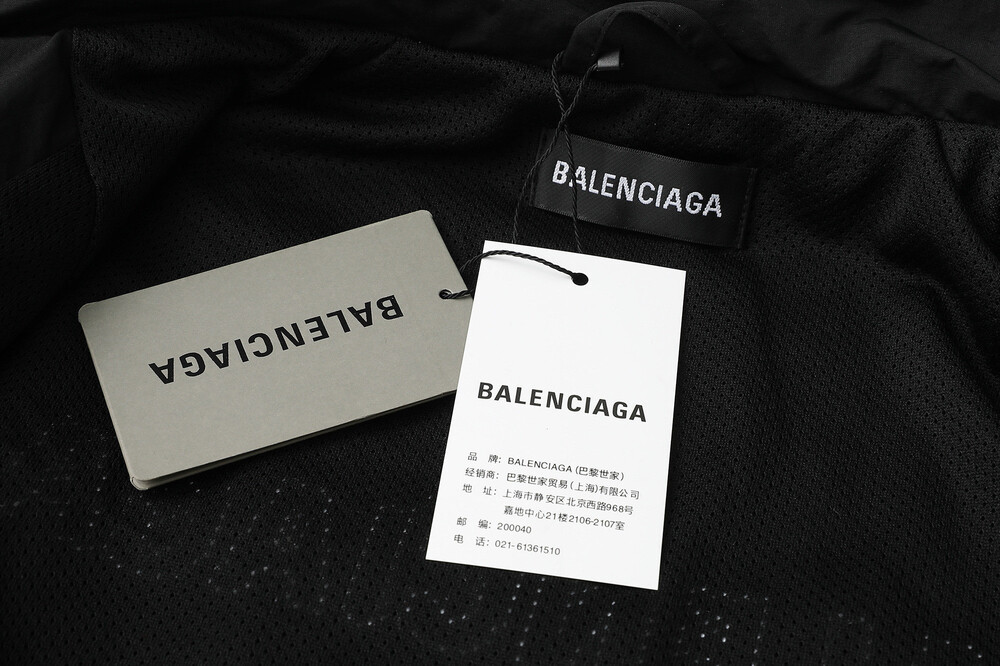 BALENCIAGA
BALENCIAGA
BALENCIAGA
品 牌：BALENCIAGA (巴黎世家)
经销商：巴黎世家贸易(上海)有限公司
地 址：上海市静安区北京西路968号
嘉地中心21楼2106-2107室
邮 编：200040
电 话：021-61361510